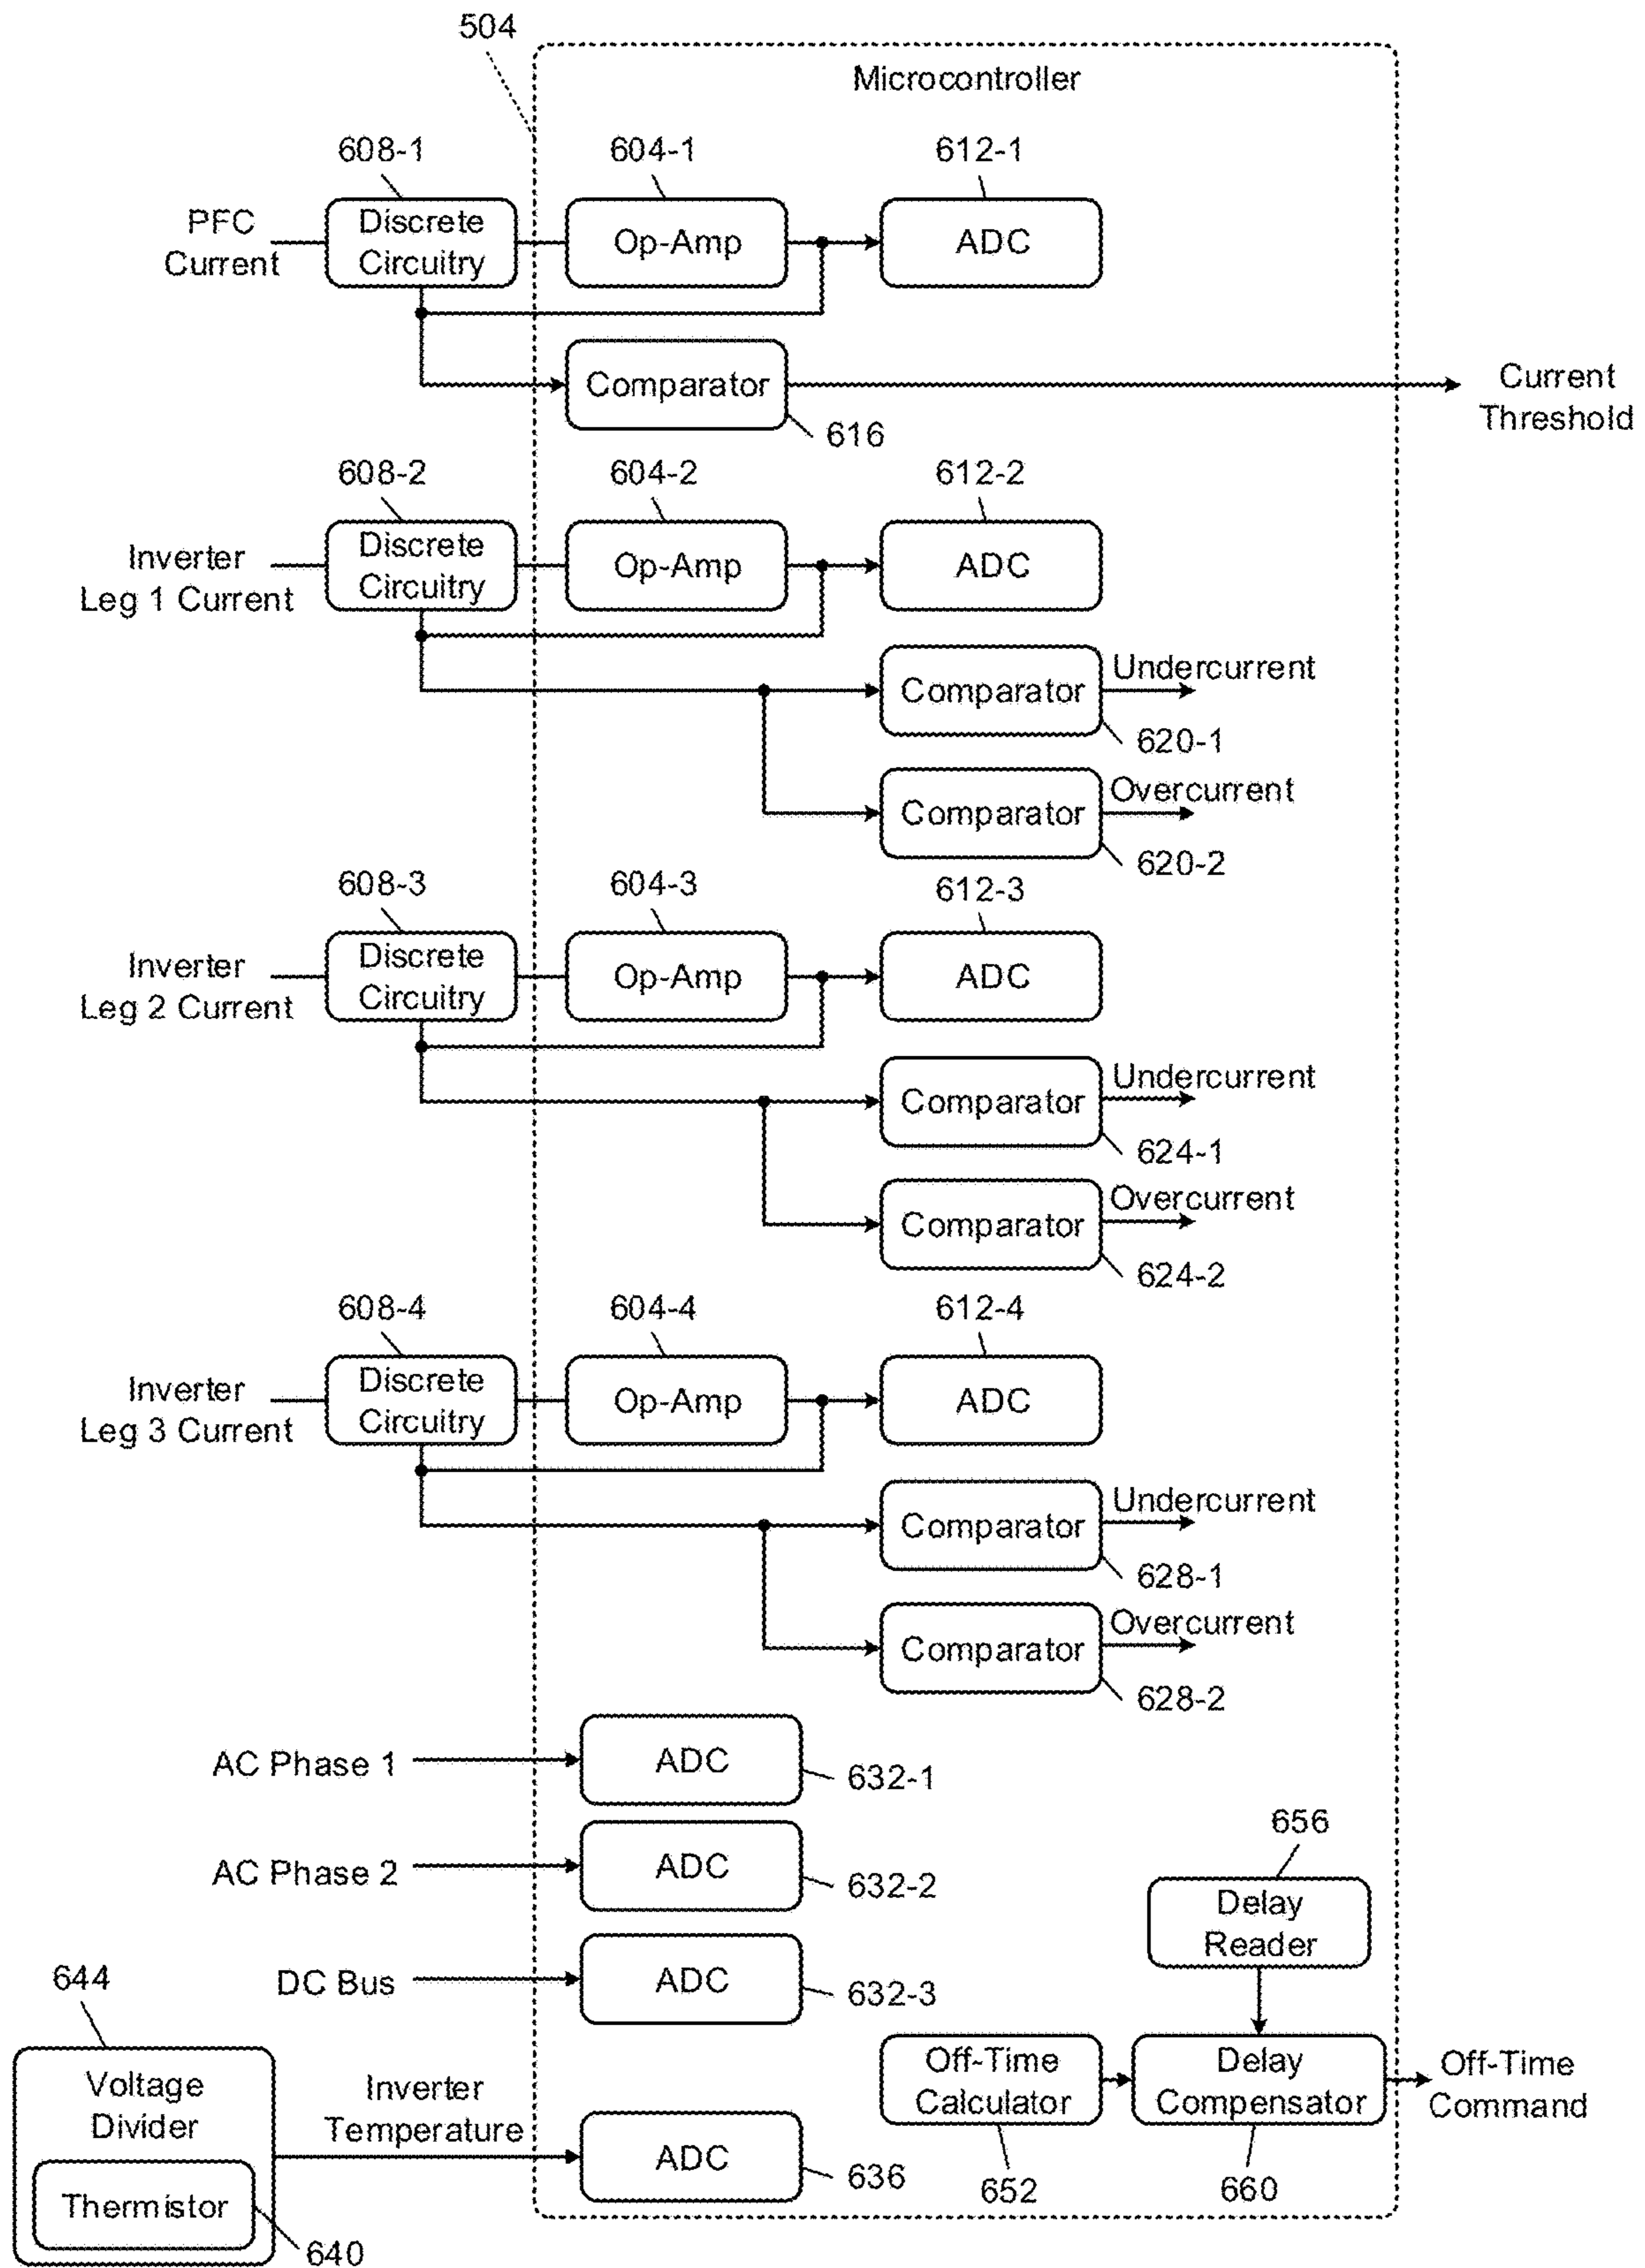 504
Microcontroller
608-1
604-1
612-1
PFC
Current
Discrete
Circuitry
Op-Amp
ADC
Comparator
616
Current
Threshold
608-2
604-2
612-2
Inverter
Leg 1 Current
Discrete
Circuitry
Op-Amp
ADC
Comparator
Undercurrent
620-1
Comparator
Overcurrent
620-2
608-3
604-3
612-3
Inverter
Leg 2 Current
Discrete
Circuitry
Op-Amp
ADC
Comparator
Undercurrent
624-1
Comparator
Overcurrent
624-2
608-4
604-4
612-4
Inverter
Leg 3 Current
Discrete
Circuitry
Op-Amp
ADC
Comparator
Undercurrent
628-1
Comparator
Overcurrent
628-2
AC Phase 1
ADC
632-1
AC Phase 2
ADC
632-2
DC Bus
ADC
632-3
656
Delay
Reader
644
Voltage
Divider
Thermistor
640
Inverter
Temperature
ADC
636
Off-Time
Calculator
652
Delay
Compensator
660
Off-Time
Command